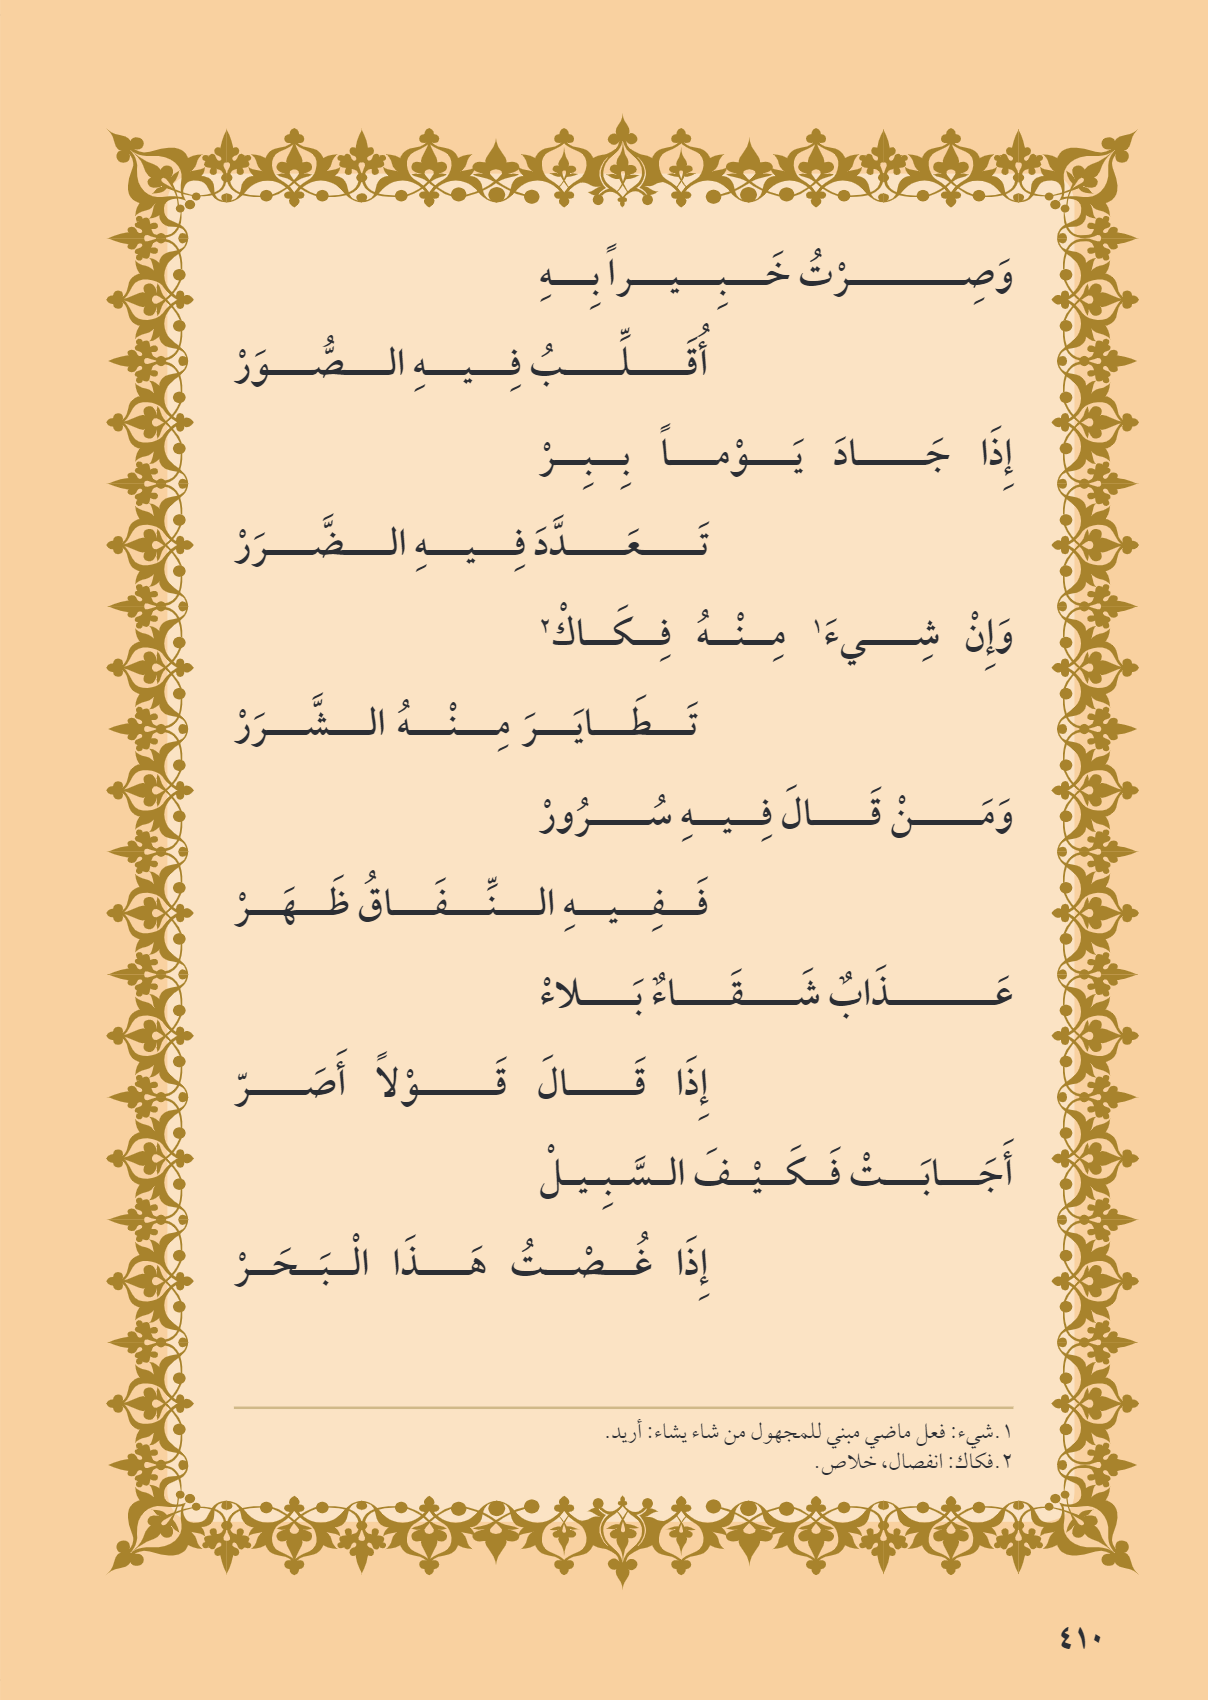 وَصِرْتُ خَبِيراً بِهِ
أُقَلِّبُ فِيهِ الصُّوَرْ
إِذَا جَادَ يَوْماً بِبِرْ
تَعَدَّدَ فِيهِ الضَّرَرْ
وَإِنْ شِيءَ١ مِنْهُ فِكَاكْ٢
تَطَايَرَ مِنْهُ الشَّرَرْ
وَمَنْ قَالَ فِيهِ سُرُورْ
فَفِيهِ النِّفَاقُ ظَهَرْ
عَذَابٌ شَقَاءٌ بَلاءْ
إِذَا قَالَ قَوْلاً أَصَرّ
أَجَابَتْ فَكَيْفَ السَّبِيلْ
إِذَا غُصْتُ هَذَا الْبَحَرْ
١.شيء: فعل ماضي مبني للمجهول من شاء يشاء: أريد.
٢.فكاك: انفصال، خلاص.
٤١٠